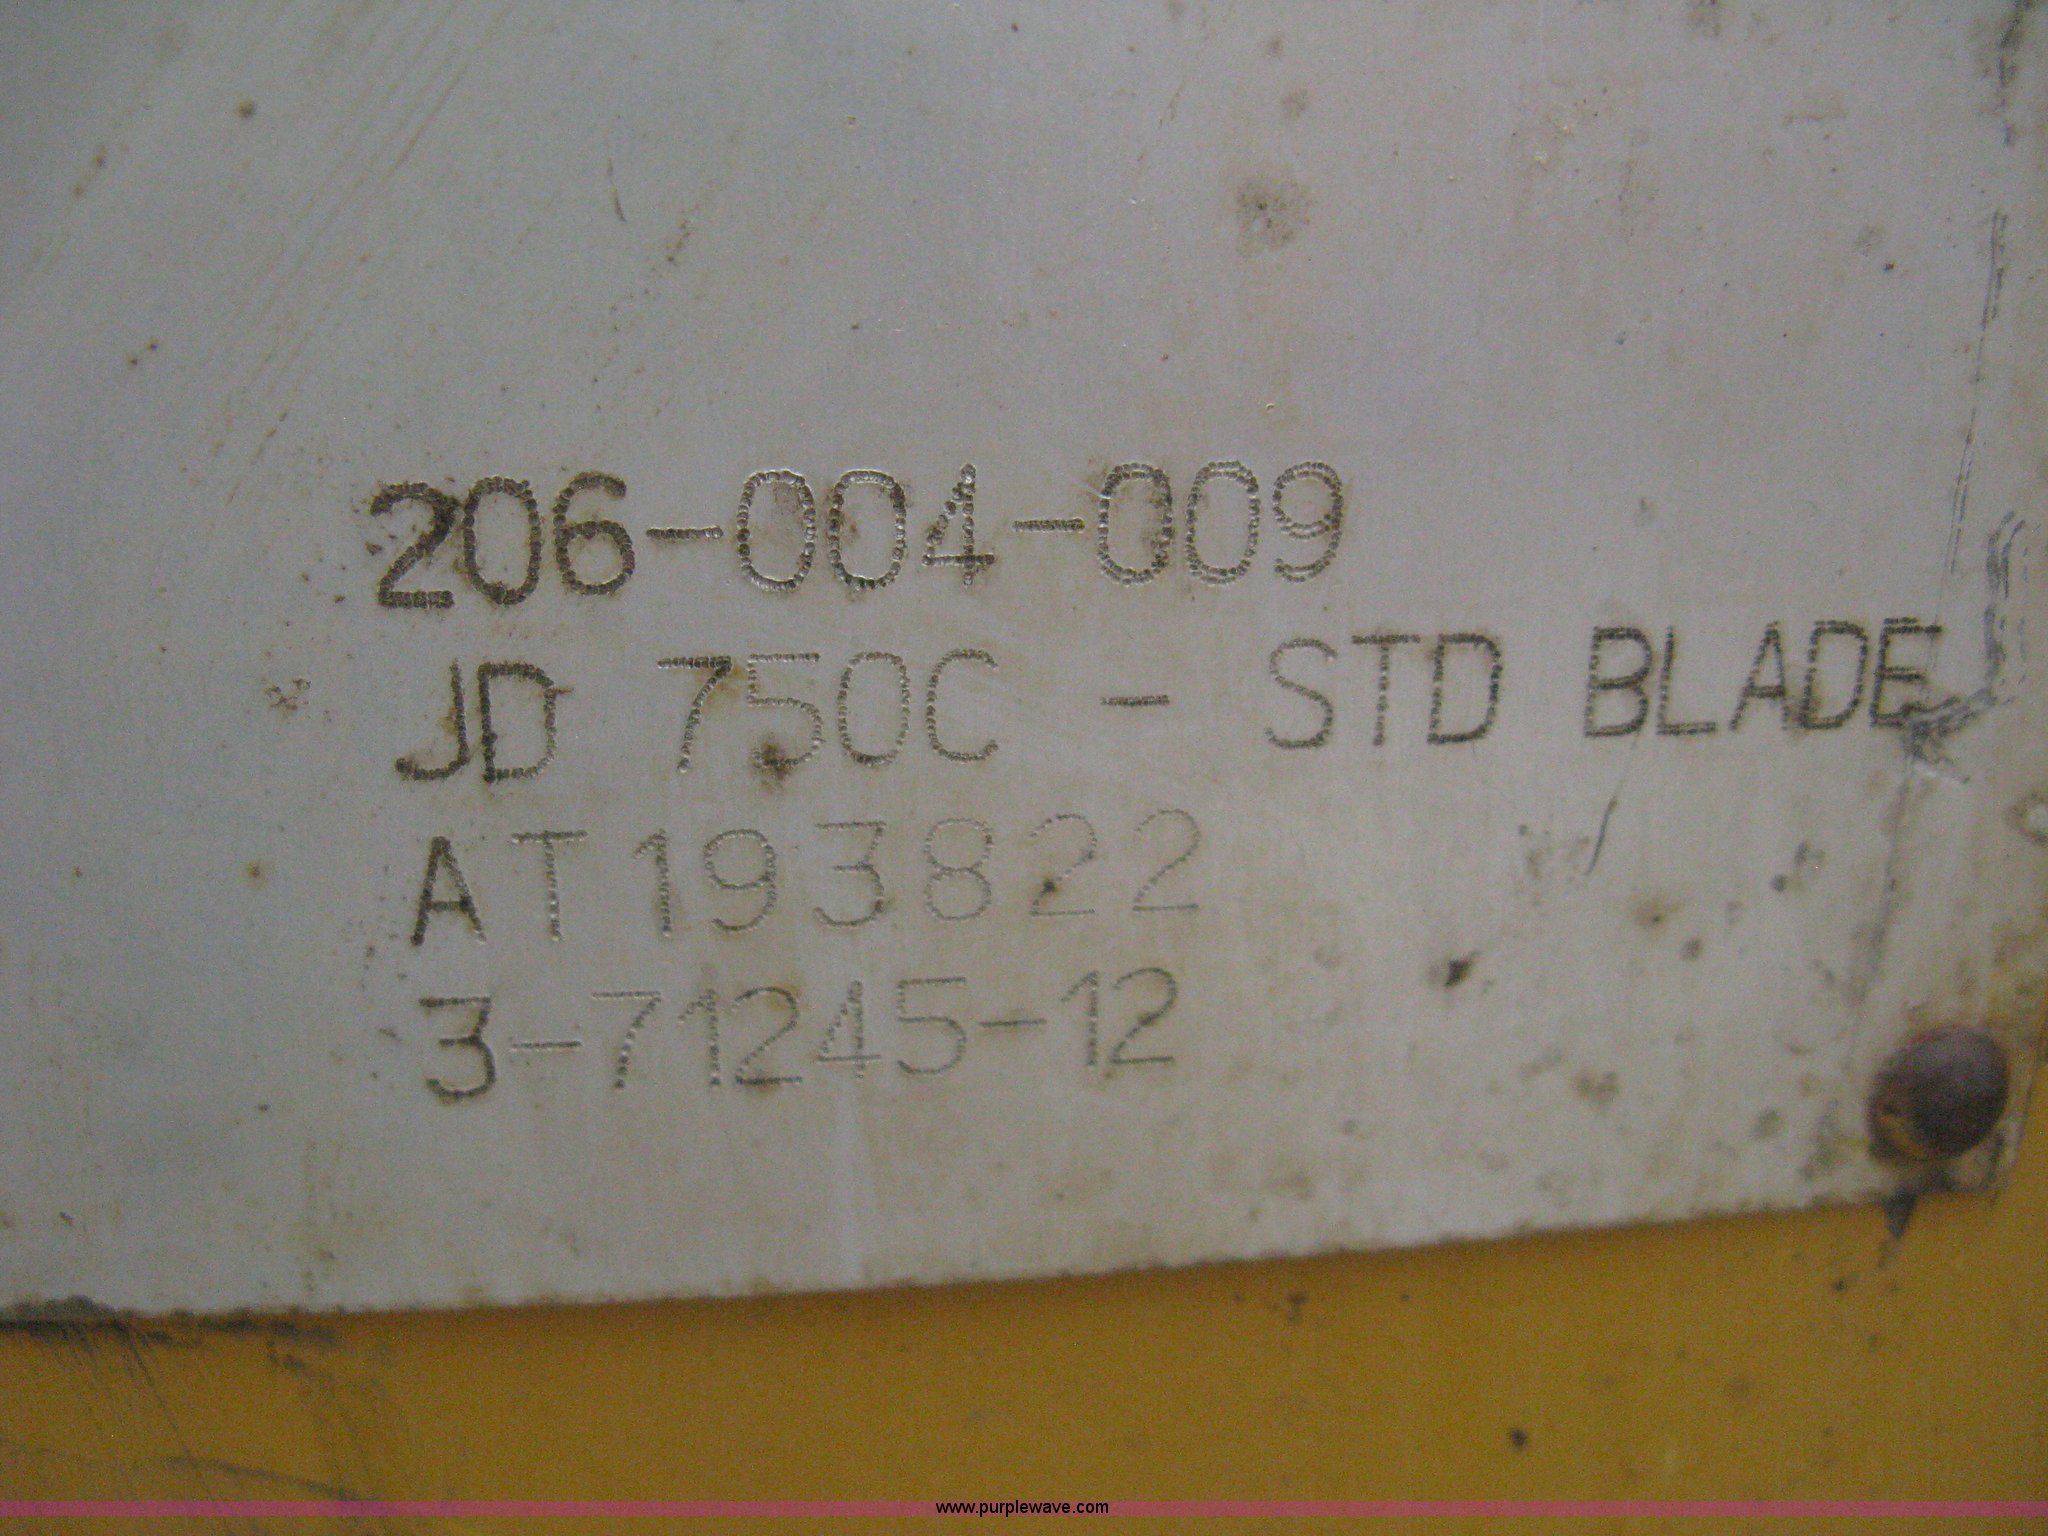 206-004-009
JD 750C - STD BLADE
AT193822
3-71245-12
www.purplewave.com